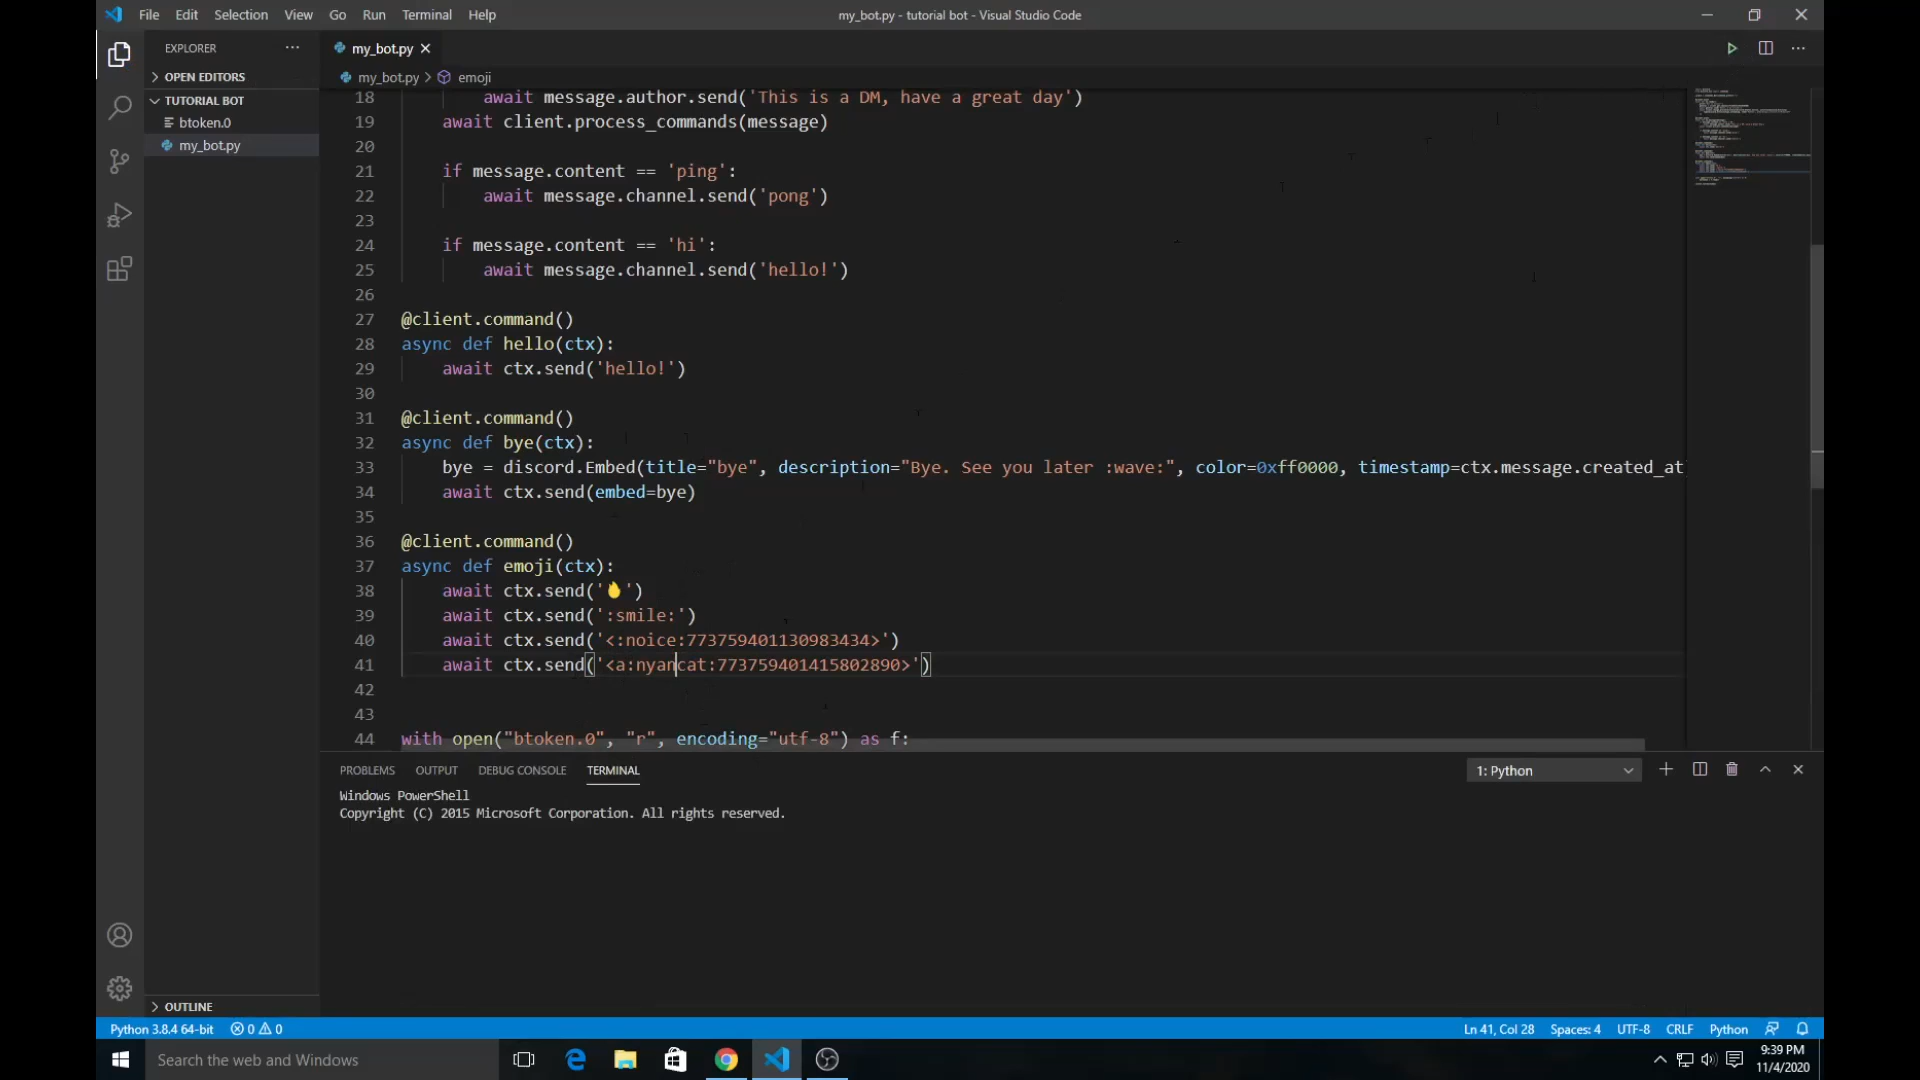 File Edit Selection View Go Run Terminal Help
my_bot.py - tutorial bot - Visual Studio Code
EXPLORER
OPEN EDITORS
TUTORIAL BOT
btoken.0
my_bot.py
my_bot.py
my_bot.py > emoji
18 await message.author.send('This is a DM, have a great day')
19 await client.process_commands(message)
20
21 if message.content == 'ping':
22 await message.channel.send('pong')
23
24 if message.content == 'hi':
25 await message.channel.send('hello!')
26
27 @client.command()
28 async def hello(ctx):
29 await ctx.send('hello!')
30
31 @client.command()
32 async def bye(ctx):
33 bye = discord.Embed(title="bye", description="Bye. See you later :wave:", color=0xff0000, timestamp=ctx.message.created_at
34 await ctx.send(embed=bye)
35
36 @client.command()
37 async def emoji(ctx):
38 await ctx.send('🔥')
39 await ctx.send(':smile:')
40 await ctx.send('<:noice:773759401130983434>')
41 await ctx.send('<a:nyancat:773759401415802890>')
42
43
44 with open("btoken.0", "r", encoding="utf-8") as f:
PROBLEMS OUTPUT DEBUG CONSOLE TERMINAL
1: Python
Windows PowerShell
Copyright (C) 2015 Microsoft Corporation. All rights reserved.
OUTLINE
Python 3.8.4 64-bit 0 0
Ln 41, Col 28 Spaces: 4 UTF-8 CRLF Python
Search the web and Windows
9:39 PM
11/4/2020